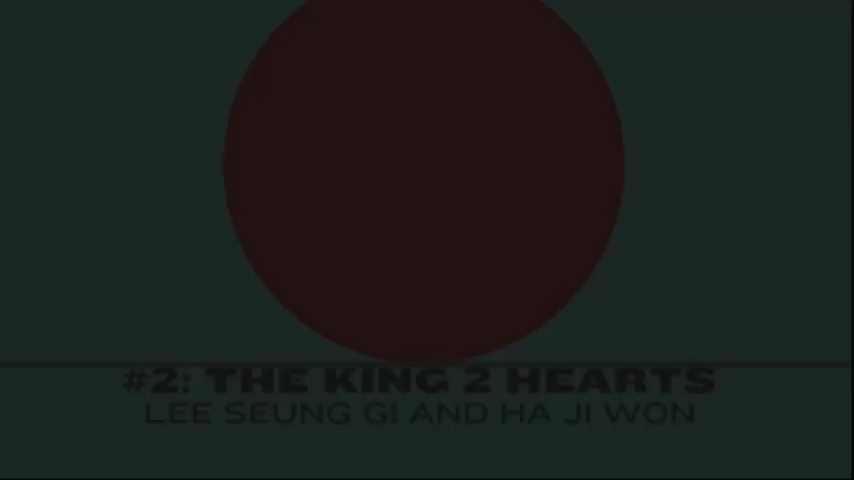 #2: THE KING 2 HEARTS
LEE SEUNG GI AND HA JI WON